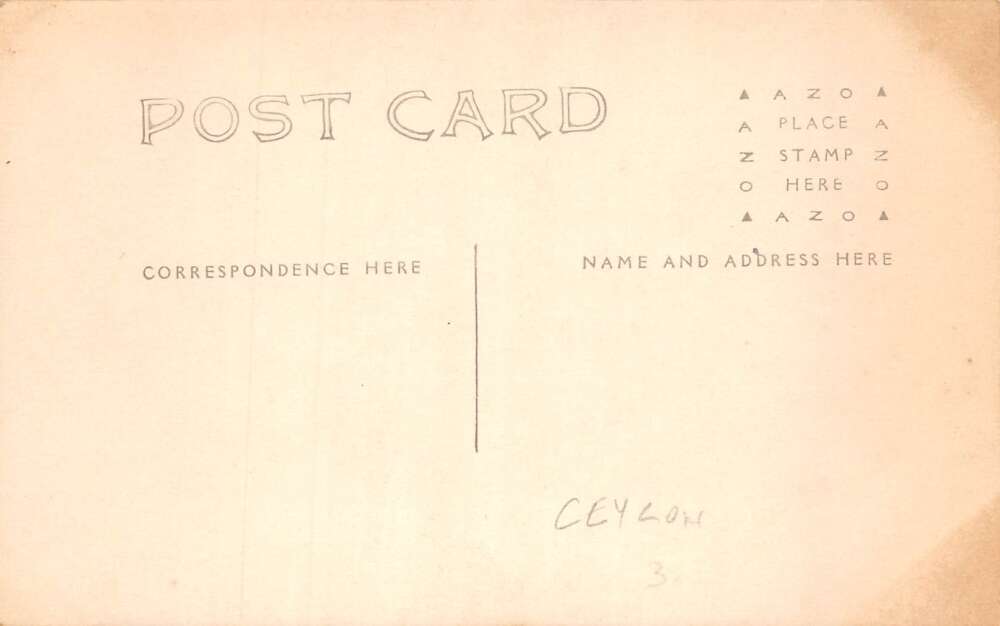 POST CARD
▲ A Z O ▲
A PLACE A
Z STAMP Z
O HERE O
▲ A Z O ▲
CORRESPONDENCE HERE
NAME AND ADDRESS HERE
CEYLON
3.